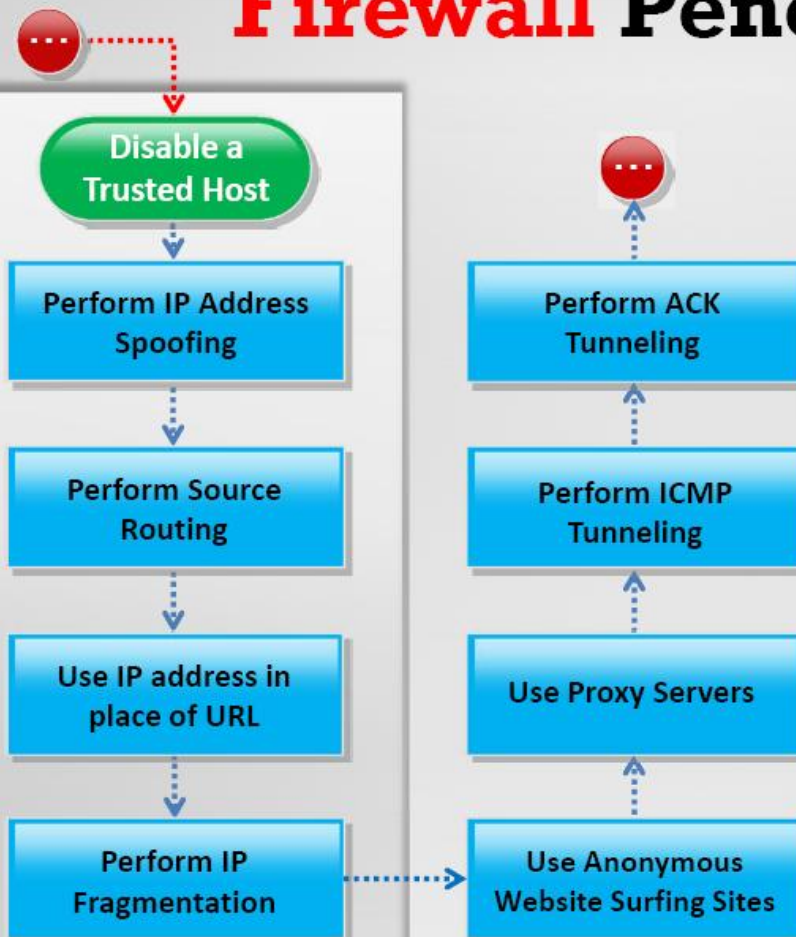 Firewall
...
Disable a
Trusted Host
Perform IP Address
Spoofing
Perform Source
Routing
Use IP address in
place of URL
Perform IP
Fragmentation
Use Anonymous
Website Surfing Sites
Use Proxy Servers
Perform ICMP
Tunneling
Perform ACK
Tunneling
...